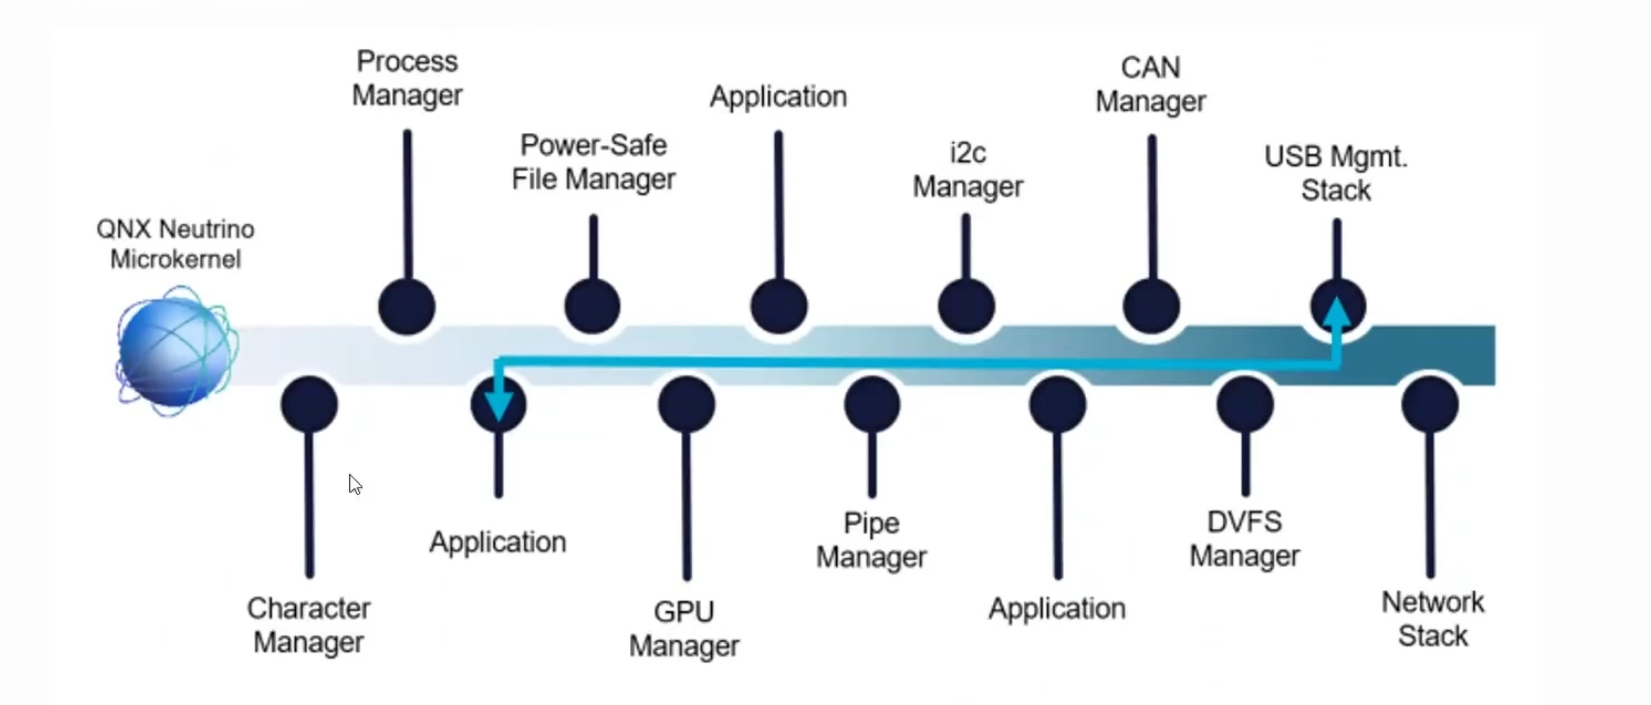 Process
Manager
Power-Safe
File Manager
Application
i2c
Manager
CAN
Manager
USB Mgmt.
Stack
QNX Neutrino
Microkernel
Character
Manager
Application
GPU
Manager
Pipe
Manager
Application
DVFS
Manager
Network
Stack